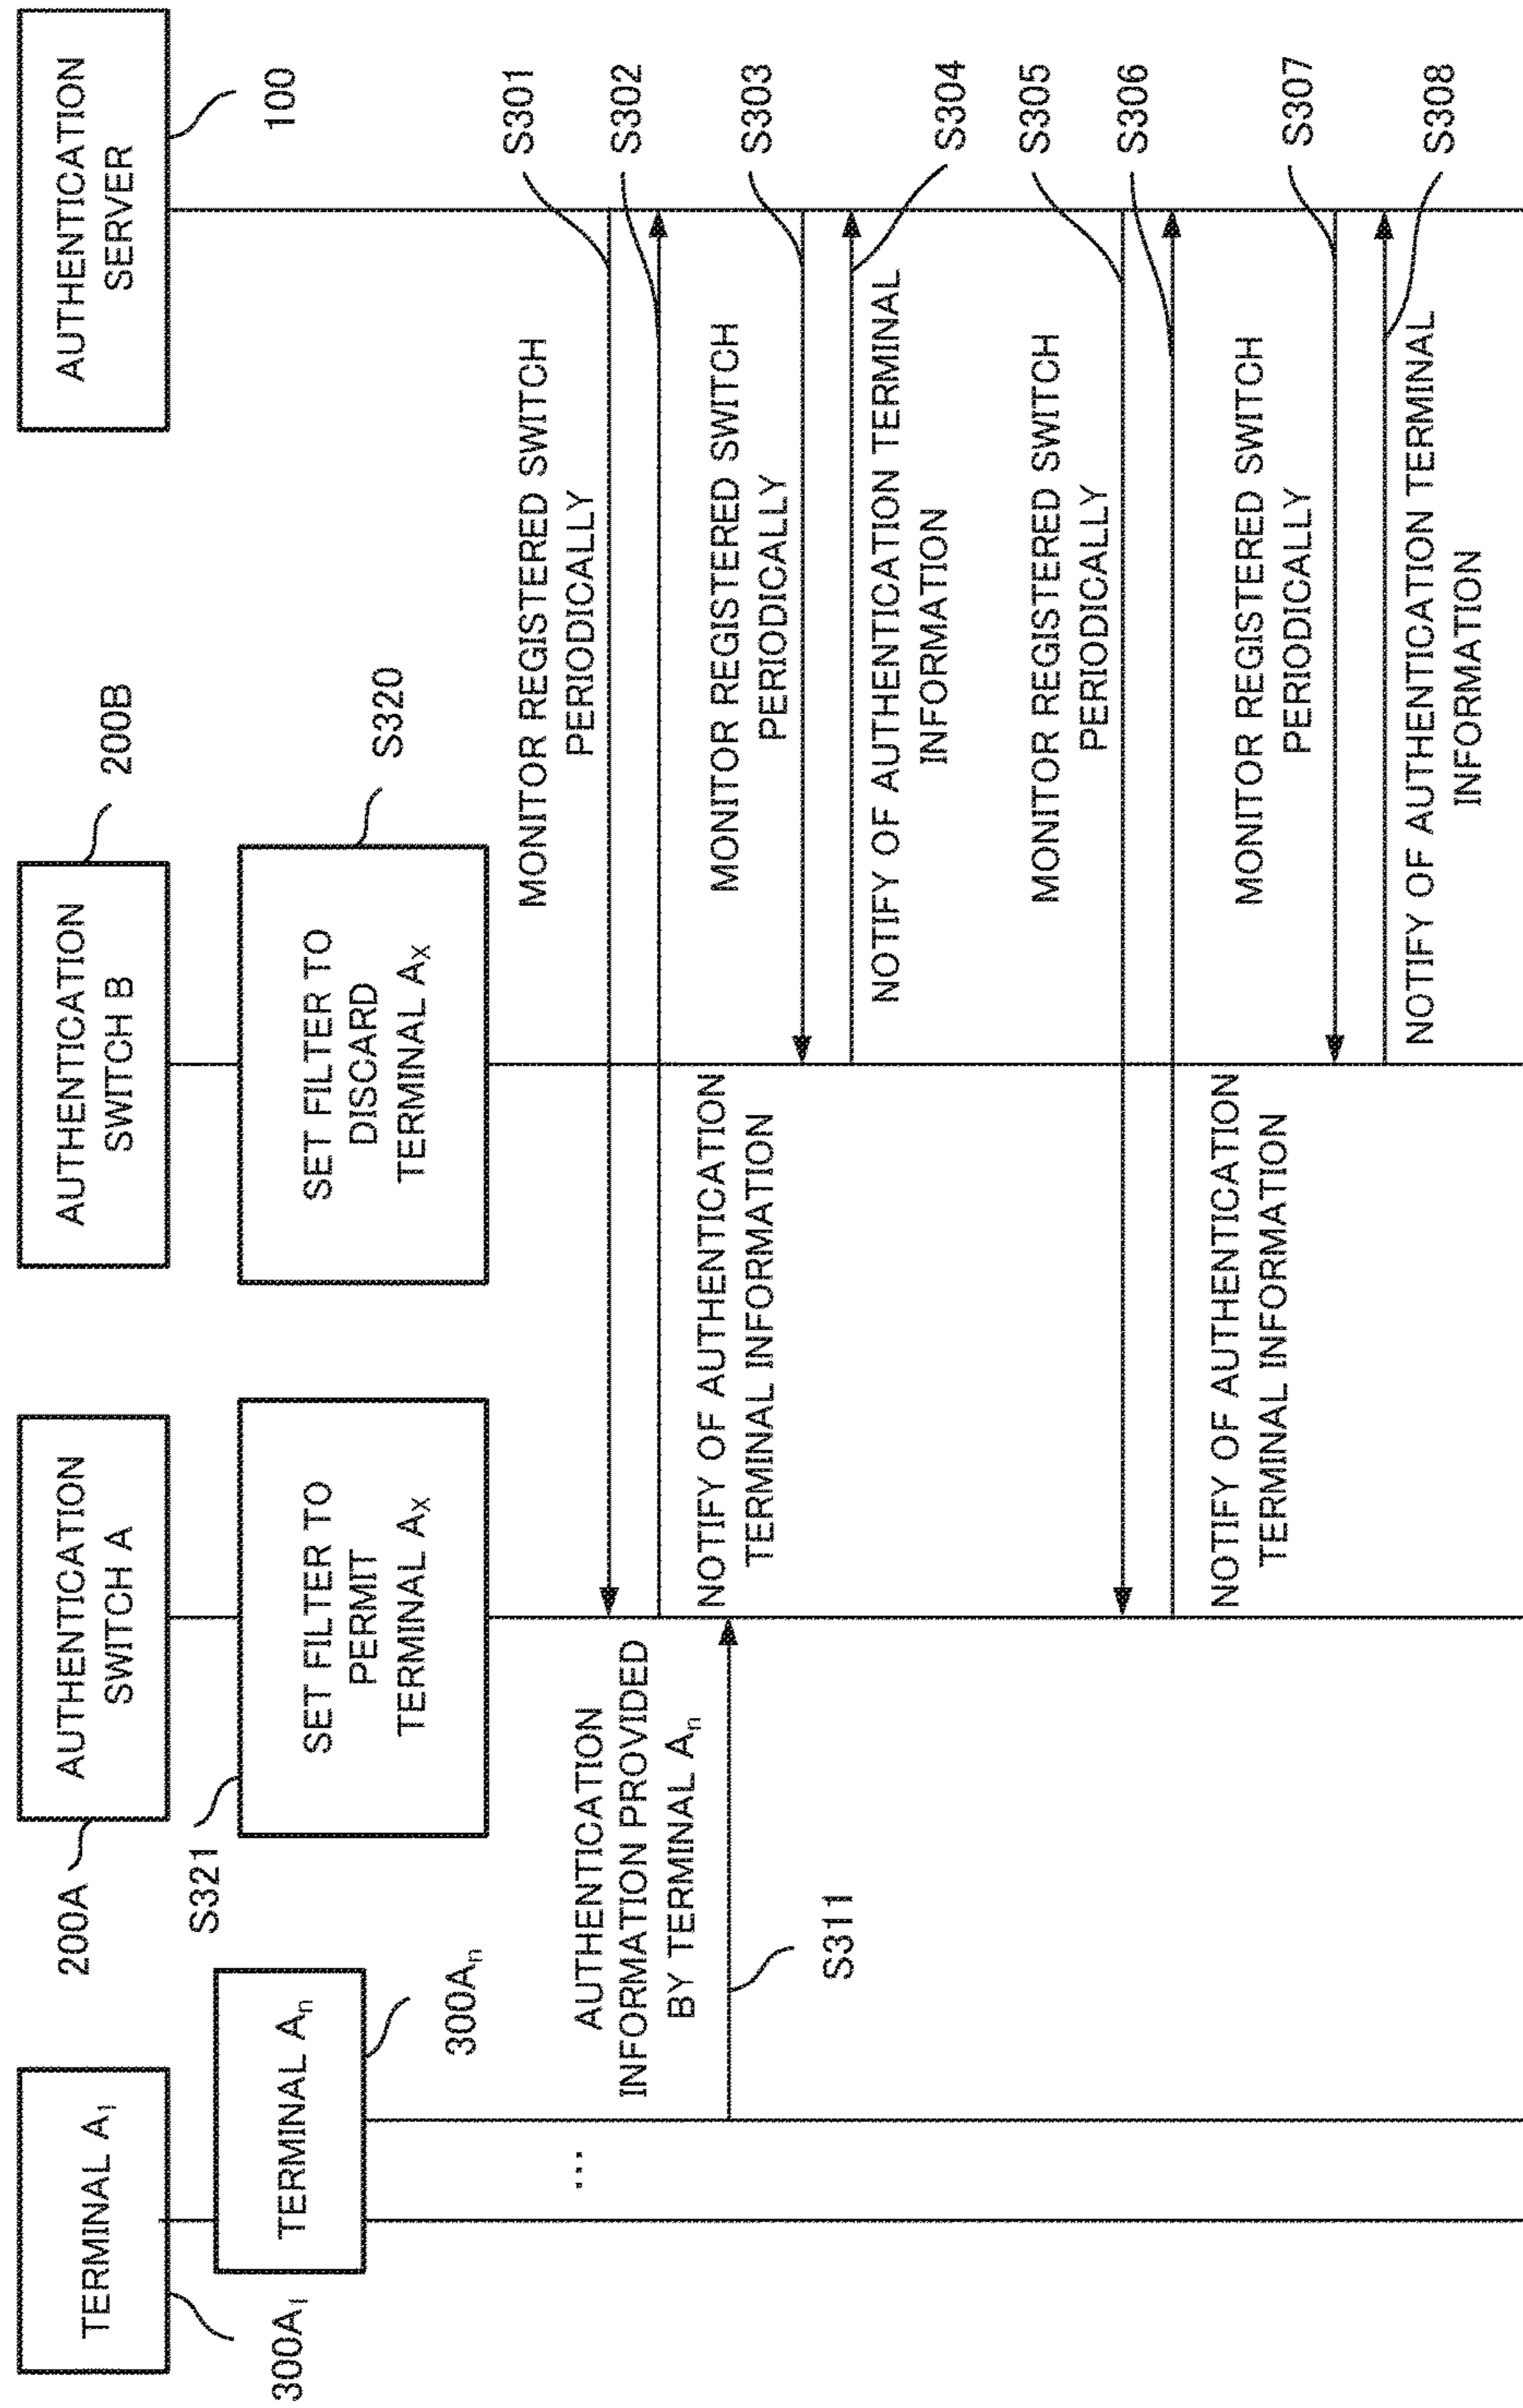 TERMINAL A1
300A1
TERMINAL An
300An
AUTHENTICATION
SWITCH A
200A
AUTHENTICATION
SWITCH B
200B
AUTHENTICATION
SERVER
100
SET FILTER TO
PERMIT
TERMINAL AX
S321
SET FILTER TO
DISCARD
TERMINAL AX
S320
MONITOR REGISTERED SWITCH
PERIODICALLY
S301
S302
NOTIFY OF AUTHENTICATION
TERMINAL INFORMATION
...
AUTHENTICATION
INFORMATION PROVIDED
BY TERMINAL An
S311
MONITOR REGISTERED SWITCH
PERIODICALLY
S303
S304
NOTIFY OF AUTHENTICATION TERMINAL
INFORMATION
MONITOR REGISTERED SWITCH
PERIODICALLY
S305
S306
NOTIFY OF AUTHENTICATION
TERMINAL INFORMATION
MONITOR REGISTERED SWITCH
PERIODICALLY
S307
S308
NOTIFY OF AUTHENTICATION TERMINAL
INFORMATION